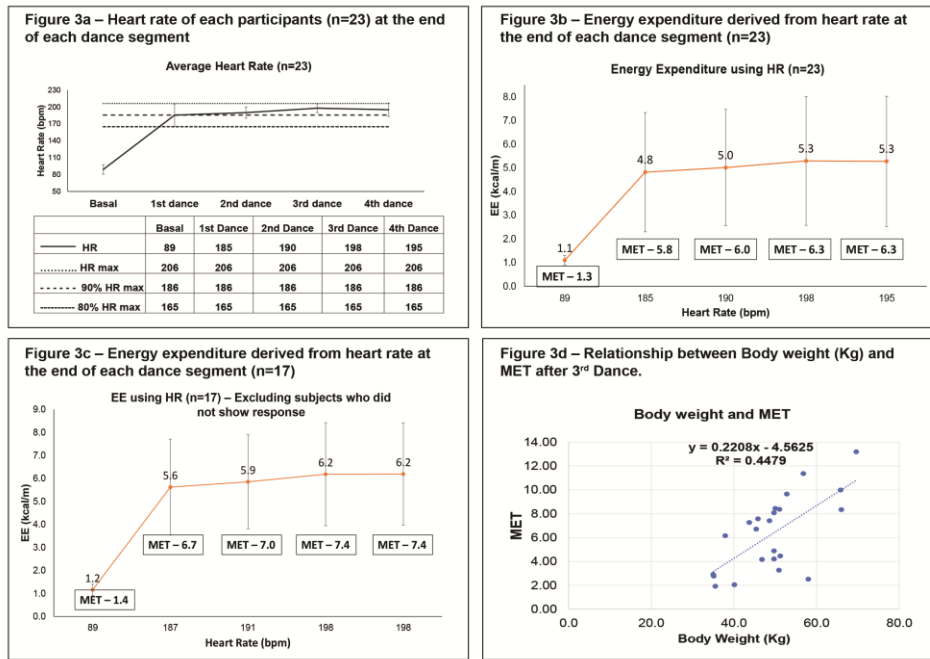 Figure 3a – Heart rate of each participants (n=23) at the end
of each dance segment
Average Heart Rate (n=23)
Heart Rate (bpm)
230
200
170
140
110
80
50
Basal 1st dance 2nd dance 3rd dance 4th dance
Basal 1st Dance 2nd Dance 3rd Dance 4th Dance
HR 89 185 190 198 195
HR max 206 206 206 206 206
90% HR max 186 186 186 186 186
80% HR max 165 165 165 165 165
Figure 3b – Energy expenditure derived from heart rate at
the end of each dance segment (n=23)
Energy Expenditure using HR (n=23)
EE (kcal/m)
8.0
7.0
6.0
5.0
4.0
3.0
2.0
1.0
0.0
1.1 4.8 5.0 5.3 5.3
MET – 1.3 MET – 5.8 MET – 6.0 MET – 6.3 MET – 6.3
89 185 190 198 195
Heart Rate (bpm)
Figure 3c – Energy expenditure derived from heart rate at
the end of each dance segment (n=17)
EE using HR (n=17) – Excluding subjects who did
not show response
EE (kcal/m)
9.0
8.0
7.0
6.0
5.0
4.0
3.0
2.0
1.0
0.0
1.2 5.6 5.9 6.2 6.2
MET – 1.4 MET – 6.7 MET – 7.0 MET – 7.4 MET – 7.4
89 187 191 198 198
Heart Rate (bpm)
Figure 3d – Relationship between Body weight (Kg) and
MET after 3rd Dance.
Body weight and MET
y = 0.2208x - 4.5625
R² = 0.4479
MET
14.00
12.00
10.00
8.00
6.00
4.00
2.00
0.00
0.0 20.0 40.0 60.0 80.0
Body Weight (Kg)